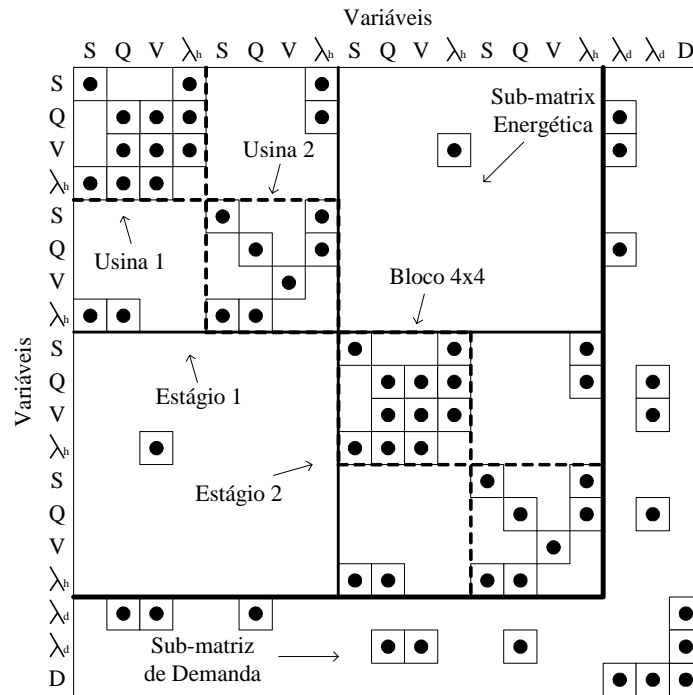 Variáveis
S Q V λh S Q V λh S Q V λh S Q V λh λd λd D
S
Q
V
λh
S
Q
V
λh
S
Q
V
λh
S
Q
V
λh
λd
λd
D
Variáveis
Sub-matrix
Energética
Usina 2
Usina 1
Bloco 4x4
Estágio 1
Estágio 2
Sub-matriz
de Demanda